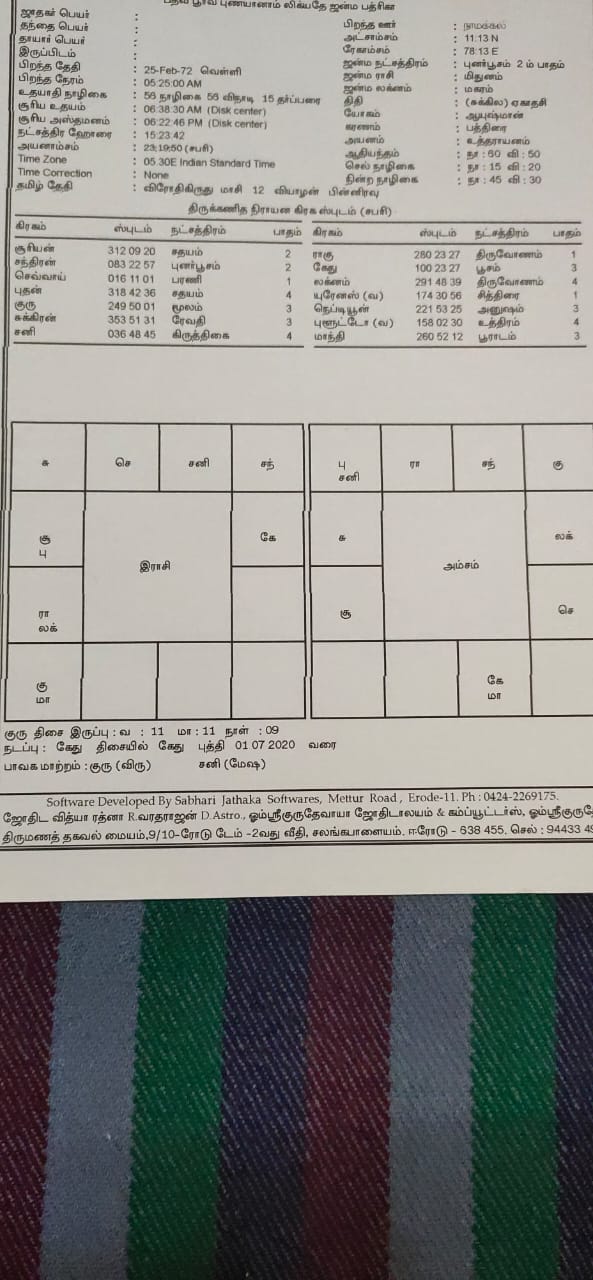 பதவீ பூர்வ புண்யானாம் லிக்யதே ஜன்ம பத்ரிகா
ஜாதகர் பெயர் :
தந்தை பெயர் :
தாயார் பெயர் :
இருப்பிடம் :
பிறந்த தேதி : 25-Feb-72 வெள்ளி
பிறந்த நேரம் : 05:25:00 AM
உதயாதி நாழிகை : 56 நாழிகை 56 விநாடி 15 தர்ப்பரை
சூரிய உதயம் : 06:38:30 AM (Disk center)
சூரிய அஸ்தமனம் : 06:22:46 PM (Disk center)
நட்சத்திர ஹோரை : 15:23:42
அயனாம்சம் : 23:19:50 (சபரி)
Time Zone : 05.30E Indian Standard Time
Time Correction : None
தமிழ் தேதி : விரோதிகிருது மாசி 12 வியாழன் பின்னிரவு
பிறந்த ஊர் : நாமக்கல்
அட்சாம்சம் : 11:13 N
ரேகாம்சம் : 78:13 E
ஜன்ம நட்சத்திரம் : புனர்பூசம் 2 ம் பாதம்
ஜன்ம ராசி : மிதுனம்
ஜன்ம லக்னம் : மகரம்
திதி : (சுக்கில) ஏகாதசி
யோகம் : ஆயுஷ்மான்
கரணம் : பத்திரை
அயனம் : உத்தராயனம்
ஆதியந்தம் : நா : 60 வி : 50
செல் நாழிகை : நா : 15 வி : 20
நின்ற நாழிகை : நா : 45 வி : 30
திருக்கணித நிராயன கிரக ஸ்புடம் (சபரி)
கிரகம் ஸ்புடம் நட்சத்திரம் பாதம்
சூரியன் 312 09 20 சதயம் 2
சந்திரன் 083 22 57 புனர்பூசம் 2
செவ்வாய் 016 11 01 பரணி 1
புதன் 318 42 36 சதயம் 4
குரு 249 50 01 மூலம் 3
சுக்கிரன் 353 51 31 ரேவதி 3
சனி 036 48 45 கிருத்திகை 4
கிரகம் ஸ்புடம் நட்சத்திரம் பாதம்
ராகு 280 23 27 திருவோணம் 1
கேது 100 23 27 பூசம் 3
லக்னம் 291 48 39 திருவோணம் 4
யுரேனஸ் (வ) 174 30 56 சித்திரை 1
நெப்டியூன் 221 53 25 அனுஷம் 3
புளூட்டோ (வ) 158 02 30 உத்திரம் 4
மாந்தி 260 52 12 பூராடம் 3
சு செ சனி சந்
சூ
பு
கே
இராசி
ரா
லக்
கு
மா
பு
சனி
ரா சந் கு
சு லக்
அம்சம்
சூ செ
கே
மா
குரு திசை இருப்பு : வ : 11 மா : 11 நாள் : 09
நடப்பு : கேது திசையில் கேது புத்தி 01 07 2020 வரை
பாவக மாற்றம் : குரு (விரு) சனி (மேஷ)
Software Developed By Sabhari Jathaka Softwares, Mettur Road , Erode-11. Ph : 0424-2269175.
ஜோதிட வித்யா ரத்னா R.வரதராஜன் D.Astro., ஓம்ஸ்ரீகுருதேவாயா ஜோதிடாலயம் & கம்ப்யூட்டர்ஸ், ஓம்ஸ்ரீகுருதே
திருமணத் தகவல் மையம்,9/10-ரோடு டேம் -2வது வீதி, சலங்கபாளையம். ஈரோடு - 638 455. செல் : 94433 49